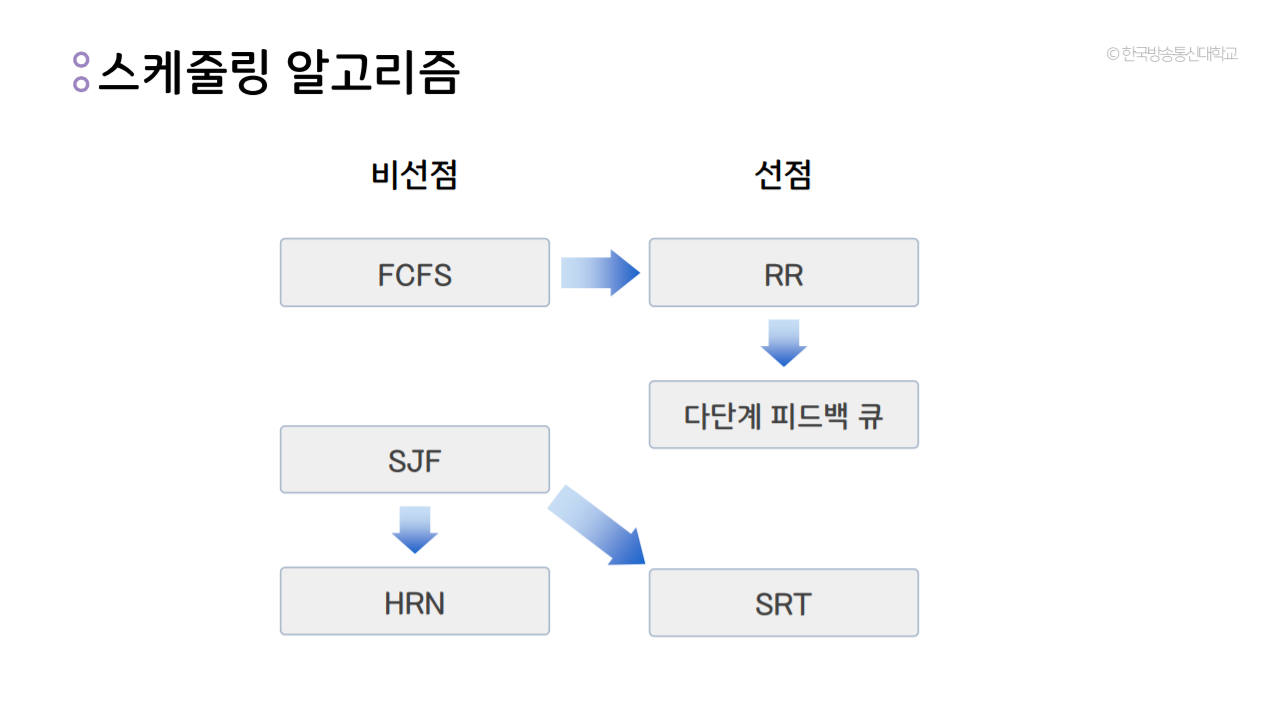 스케줄링 알고리즘
© 한국방송통신대학교
비선점
선점
FCFS
RR
다단계 피드백 큐
SJF
HRN
SRT